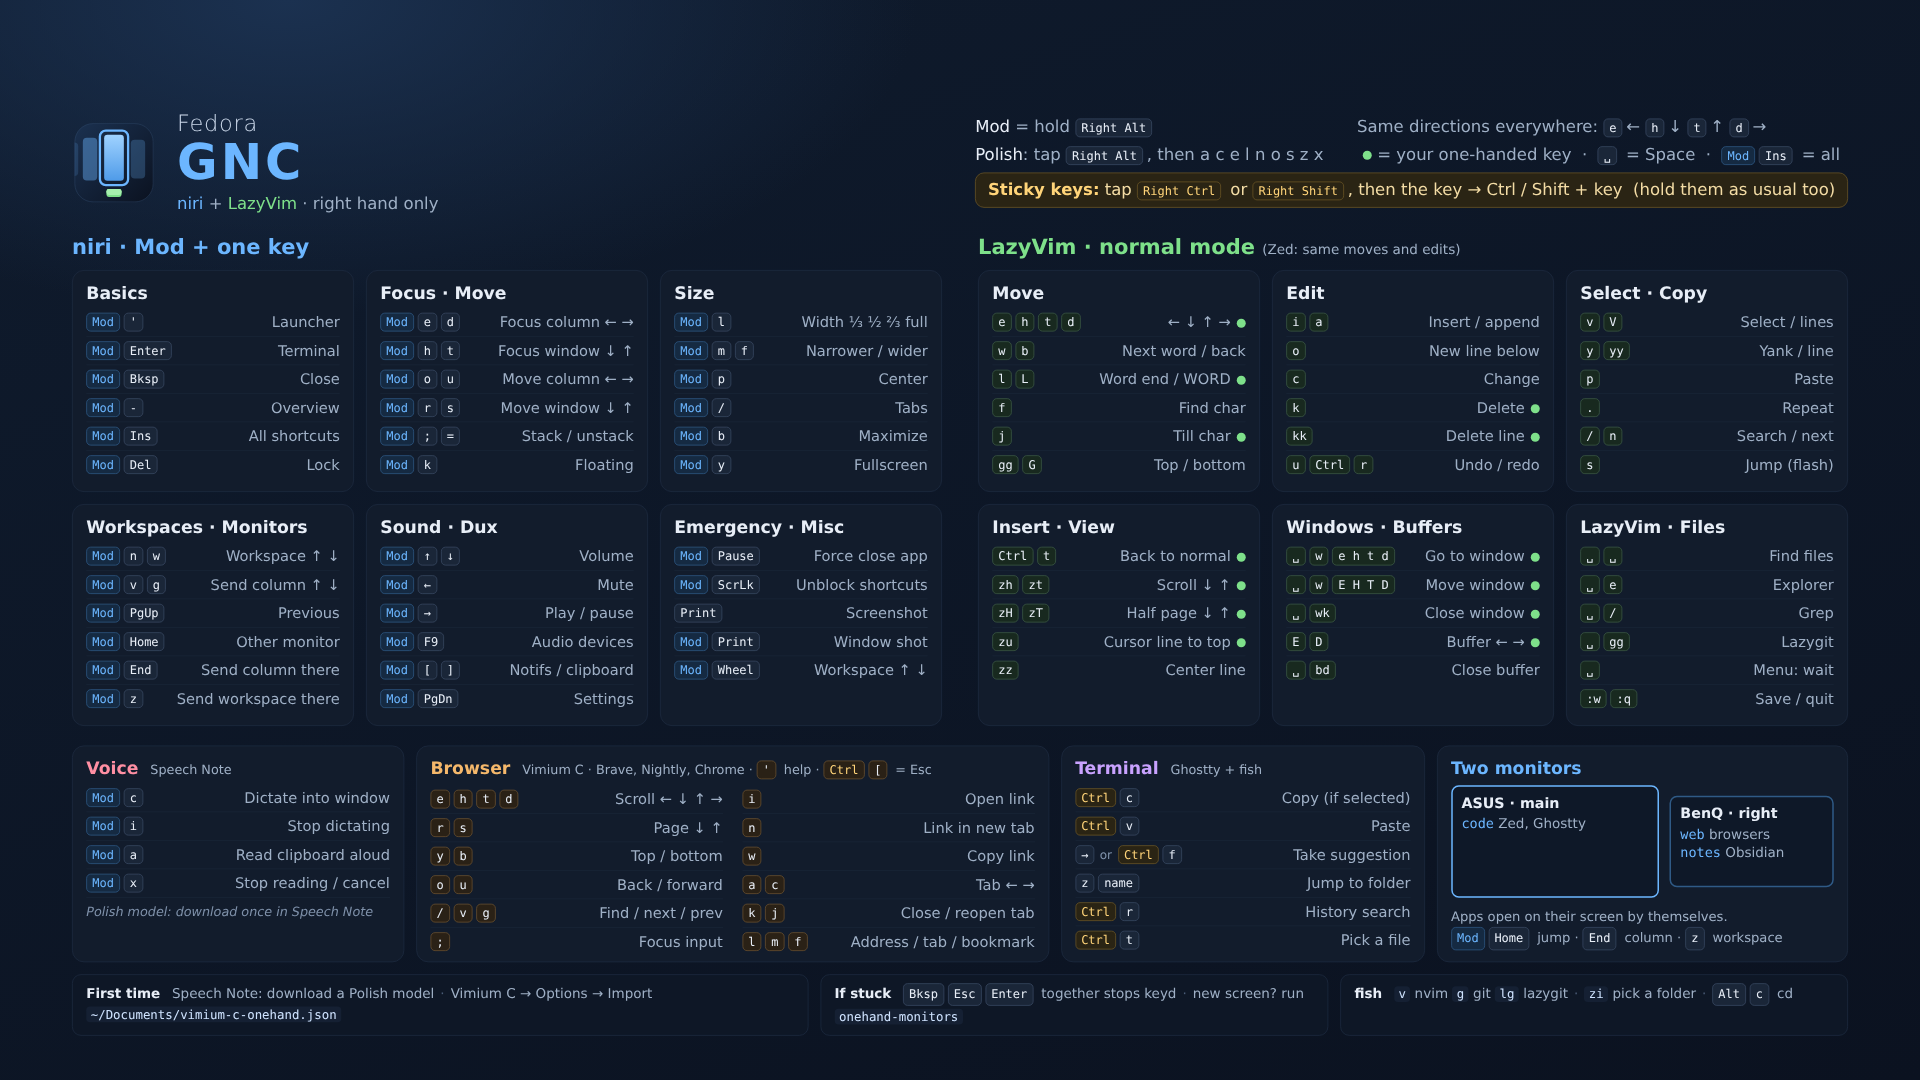 Fedora
GNC
niri + LazyVim · right hand only
Mod = hold Right Alt
Same directions everywhere: e ← h ↓ t ↑ d →
Polish: tap Right Alt , then a c e l n o s z x
● = your one-handed key · ␣ = Space · Mod Ins = all
Sticky keys: tap Right Ctrl or Right Shift , then the key → Ctrl / Shift + key (hold them as usual too)
niri · Mod + one key
Basics
Mod ' Launcher
Mod Enter Terminal
Mod Bksp Close
Mod - Overview
Mod Ins All shortcuts
Mod Del Lock
Focus · Move
Mod e d Focus column ← →
Mod h t Focus window ↓ ↑
Mod o u Move column ← →
Mod r s Move window ↓ ↑
Mod ; = Stack / unstack
Mod k Floating
Size
Mod l Width ⅓ ½ ⅔ full
Mod m f Narrower / wider
Mod p Center
Mod / Tabs
Mod b Maximize
Mod y Fullscreen
Workspaces · Monitors
Mod n w Workspace ↑ ↓
Mod v g Send column ↑ ↓
Mod PgUp Previous
Mod Home Other monitor
Mod End Send column there
Mod z Send workspace there
Sound · Dux
Mod ↑ ↓ Volume
Mod ← Mute
Mod → Play / pause
Mod F9 Audio devices
Mod [ ] Notifs / clipboard
Mod PgDn Settings
Emergency · Misc
Mod Pause Force close app
Mod ScrLk Unblock shortcuts
Print Screenshot
Mod Print Window shot
Mod Wheel Workspace ↑ ↓
LazyVim · normal mode (Zed: same moves and edits)
Move
e h t d ← ↓ ↑ → ●
w b Next word / back
l L Word end / WORD ●
f Find char
j Till char ●
gg G Top / bottom
Edit
i a Insert / append
o New line below
c Change
k Delete ●
kk Delete line ●
u Ctrl r Undo / redo
Select · Copy
v V Select / lines
y yy Yank / line
p Paste
. Repeat
/ n Search / next
s Jump (flash)
Insert · View
Ctrl t Back to normal ●
zh zt Scroll ↓ ↑ ●
zH zT Half page ↓ ↑ ●
zu Cursor line to top ●
zz Center line
Windows · Buffers
␣ w e h t d Go to window ●
␣ w E H T D Move window ●
␣ wk Close window ●
E D Buffer ← → ●
␣ bd Close buffer
LazyVim · Files
␣ ␣ Find files
␣ e Explorer
␣ / Grep
␣ gg Lazygit
␣ Menu: wait
:w :q Save / quit
Voice Speech Note
Mod c Dictate into window
Mod i Stop dictating
Mod a Read clipboard aloud
Mod x Stop reading / cancel
Polish model: download once in Speech Note
Browser Vimium C · Brave, Nightly, Chrome · ' help · Ctrl [ = Esc
e h t d Scroll ← ↓ ↑ →
r s Page ↓ ↑
y b Top / bottom
o u Back / forward
/ v g Find / next / prev
; Focus input
i Open link
n Link in new tab
w Copy link
a c Tab ← →
k j Close / reopen tab
l m f Address / tab / bookmark
Terminal Ghostty + fish
Ctrl c Copy (if selected)
Ctrl v Paste
→ or Ctrl f Take suggestion
z name Jump to folder
Ctrl r History search
Ctrl t Pick a file
Two monitors
ASUS · main
code Zed, Ghostty
BenQ · right
web browsers
notes Obsidian
Apps open on their screen by themselves.
Mod Home jump · End column · z workspace
First time Speech Note: download a Polish model · Vimium C → Options → Import
~/Documents/vimium-c-onehand.json
If stuck Bksp Esc Enter together stops keyd · new screen? run
onehand-monitors
fish v nvim g git lg lazygit · zi pick a folder · Alt c cd